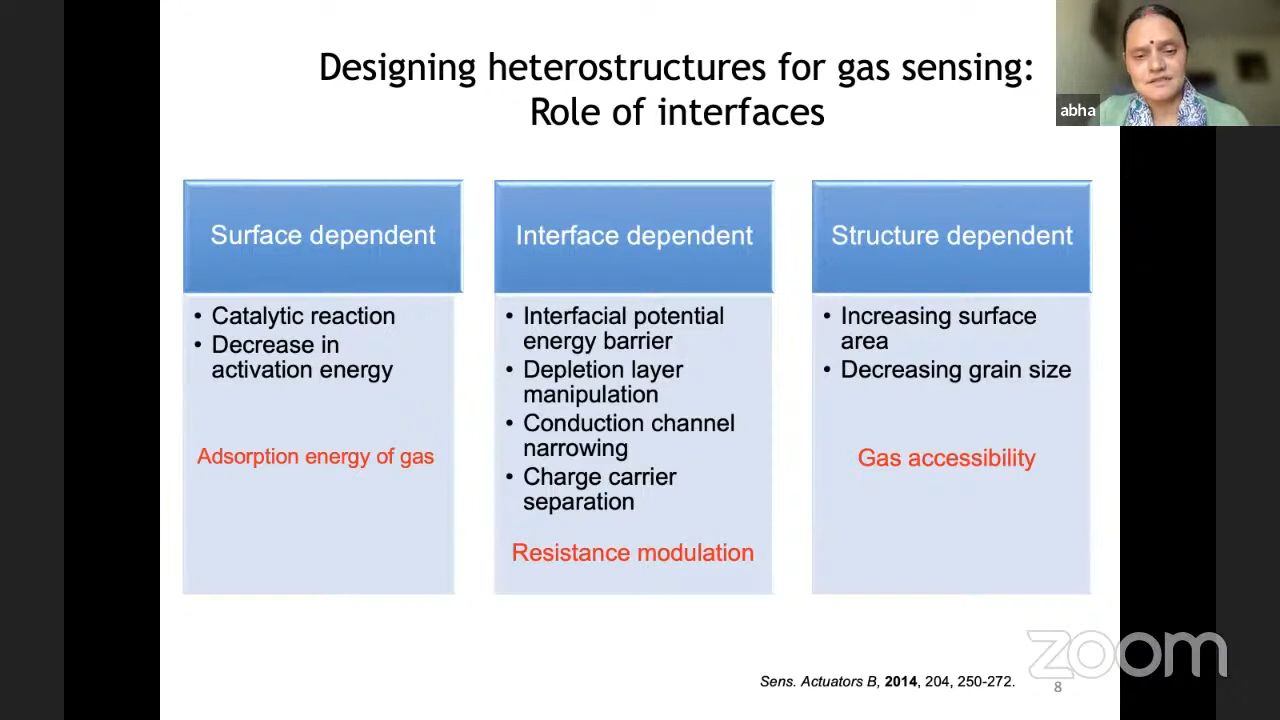 Designing heterostructures for gas sensing:
Role of interfaces
abha
Surface dependent
• Catalytic reaction
• Decrease in
activation energy
Adsorption energy of gas
Interface dependent
• Interfacial potential
energy barrier
• Depletion layer
manipulation
• Conduction channel
narrowing
• Charge carrier
separation
Resistance modulation
Structure dependent
• Increasing surface
area
• Decreasing grain size
Gas accessibility
zoom
Sens. Actuators B, 2014, 204, 250-272.
8